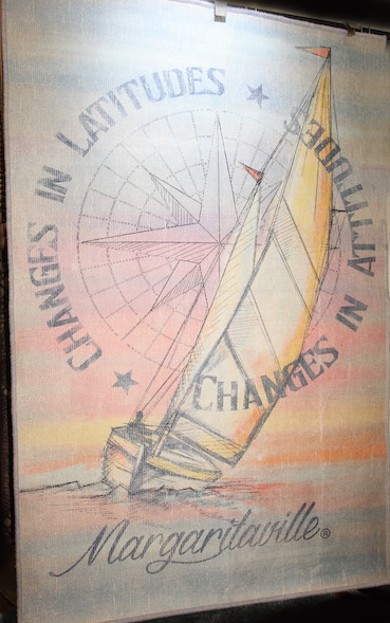 CHANGES IN LATITUDES
CHANGES IN ATTITUDES
Margaritaville®